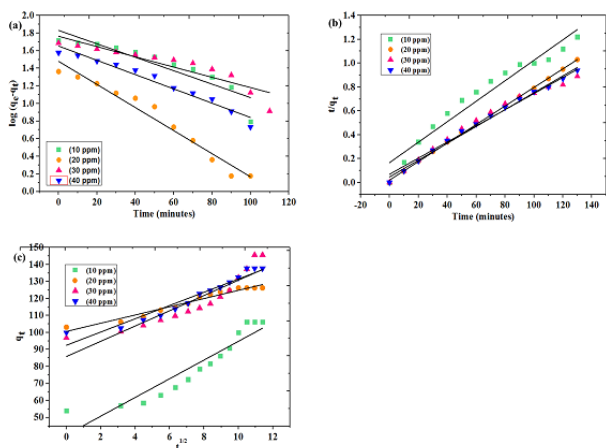 (a)
2.0
1.8
1.6
1.4
1.2
1.0
0.8
0.6
0.4
0.2
0.0
log (qe-qt)
(10 ppm)
(20 ppm)
(30 ppm)
(40 ppm)
0 20 40 60 80 100 120
Time (minutes)
(b)
1.4
1.2
1.0
0.8
0.6
0.4
0.2
0.0
t/qt
(10 ppm)
(20 ppm)
(30 ppm)
(40 ppm)
-20 0 20 40 60 80 100 120 140
Time (minutes)
(c)
150
140
130
120
110
100
90
80
70
60
50
qt
(10 ppm)
(20 ppm)
(30 ppm)
(40 ppm)
0 2 4 6 8 10 12
t1/2